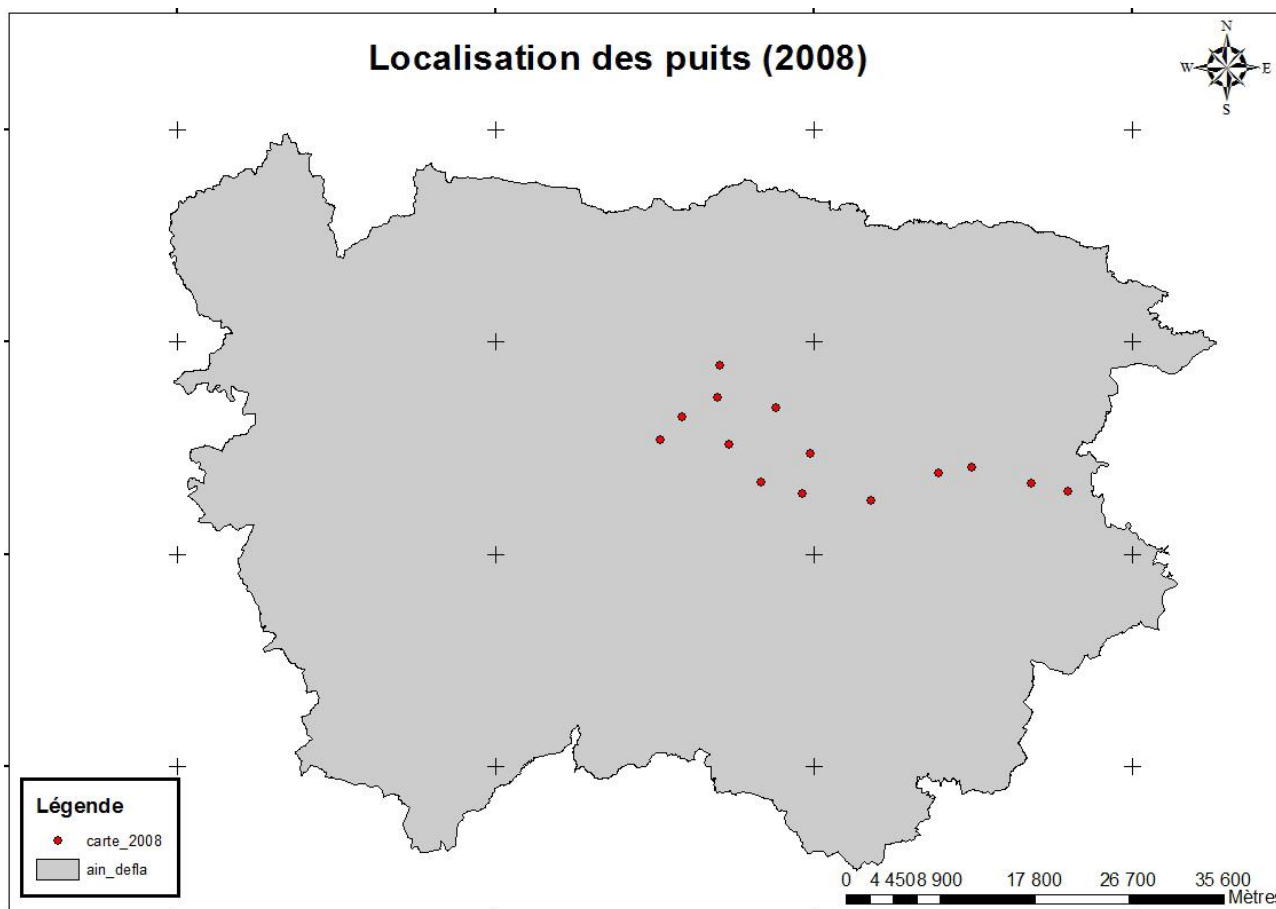 Localisation des puits (2008)
N
W E
S
Légende
carte_2008
ain_defla
0 4 4508 900 17 800 26 700 35 600
Mètres